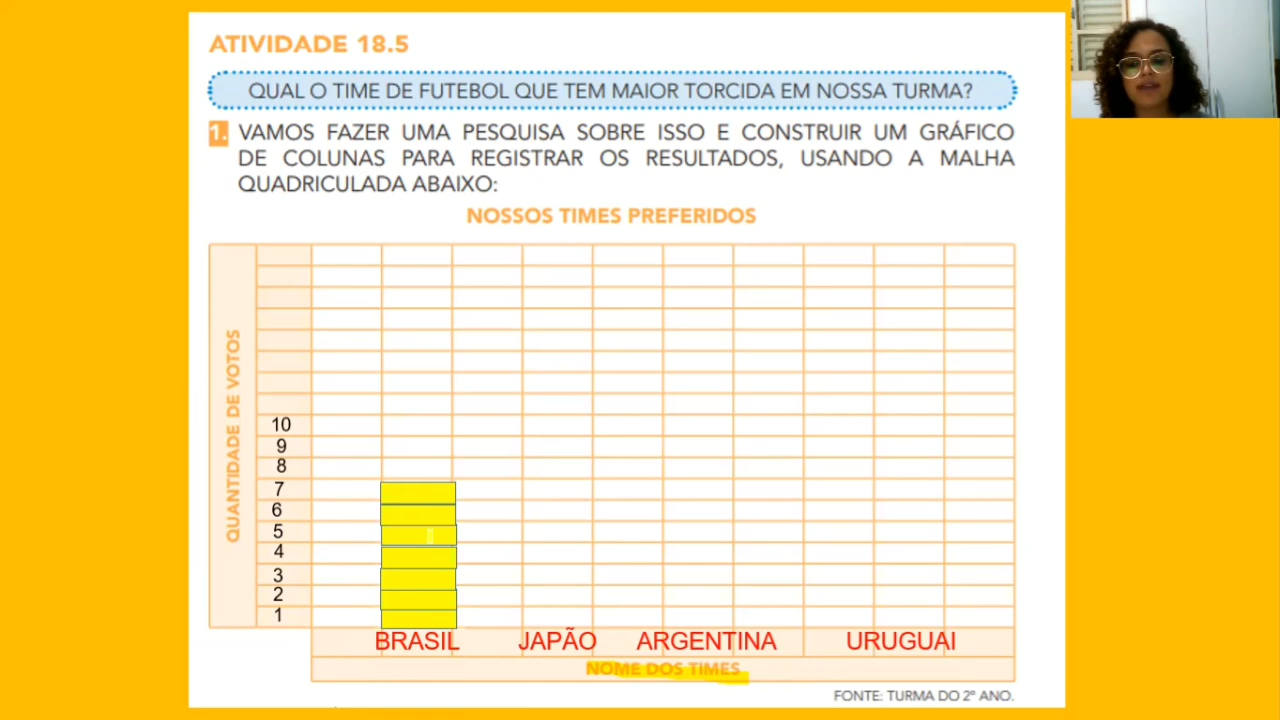 ATIVIDADE 18.5
QUAL O TIME DE FUTEBOL QUE TEM MAIOR TORCIDA EM NOSSA TURMA?
1. VAMOS FAZER UMA PESQUISA SOBRE ISSO E CONSTRUIR UM GRÁFICO
DE COLUNAS PARA REGISTRAR OS RESULTADOS, USANDO A MALHA
QUADRICULADA ABAIXO:
NOSSOS TIMES PREFERIDOS
QUANTIDADE DE VOTOS
10
9
8
7
6
5
4
3
2
1
BRASIL JAPÃO ARGENTINA URUGUAI
NOME DOS TIMES
FONTE: TURMA DO 2º ANO.